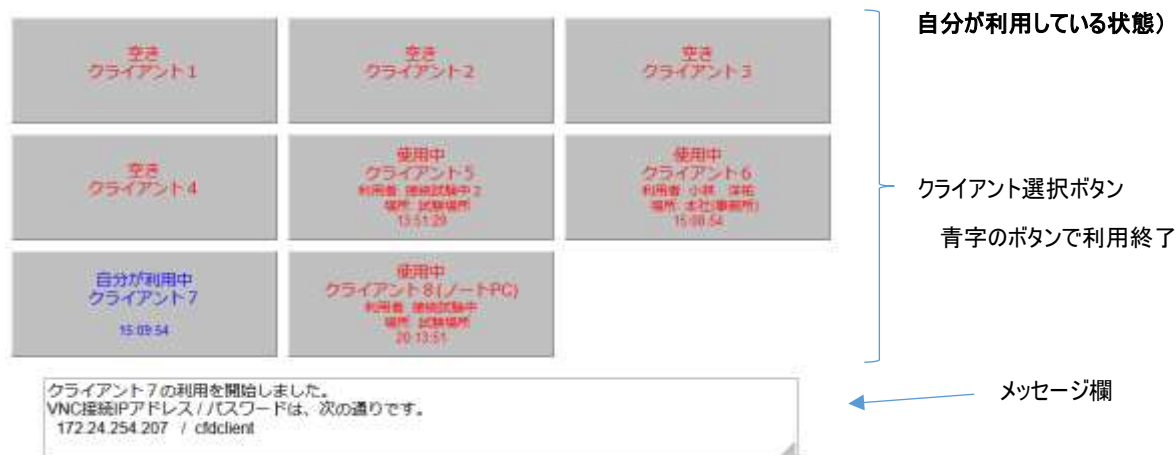 自分が利用している状態）
空き
クライアント1
空き
クライアント2
空き
クライアント3
空き
クライアント4
使用中
クライアント5
利用者 接続試験中2
場所 試験場所
13:51:29
使用中
クライアント6
利用者 小林 洋祐
場所 本社(事務所)
15:08:54
自分が利用中
クライアント7
15:09:54
使用中
クライアント8(ノートPC)
利用者 接続試験中
場所 試験場所
20:13:51
クライアント選択ボタン
青字のボタンで利用終了
クライアント7の利用を開始しました。
VNC接続IPアドレス / パスワードは、次の通りです。
172.24.254.207 / cfdclient
メッセージ欄